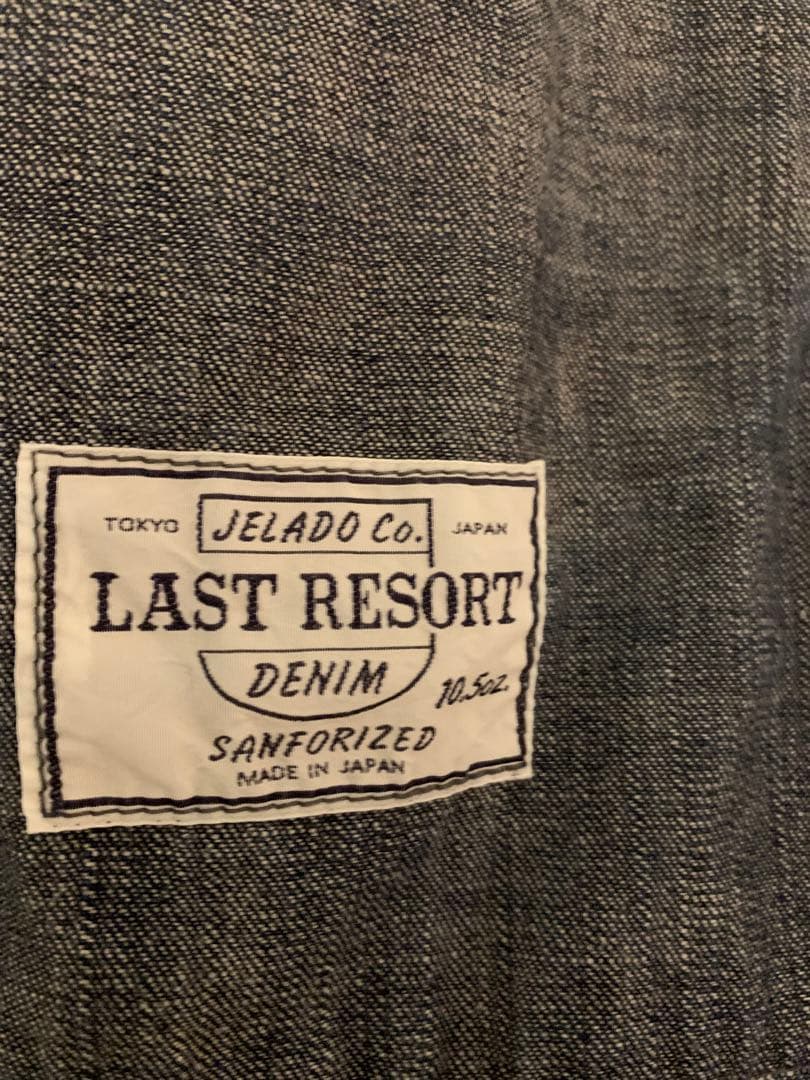 TOKYO JELADO Co. JAPAN
LAST RESORT
DENIM 10.5oz.
SANFORIZED
MADE IN JAPAN